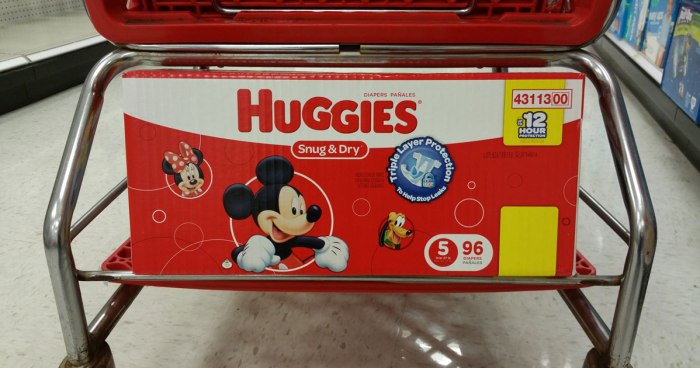 DIAPERS PAÑALES
HUGGIES®
Snug & Dry
Triple Layer Protection
To Help Stop Leaks
4311300
12
HOUR
PROTECTION
5
96
DIAPERS
PAÑALES